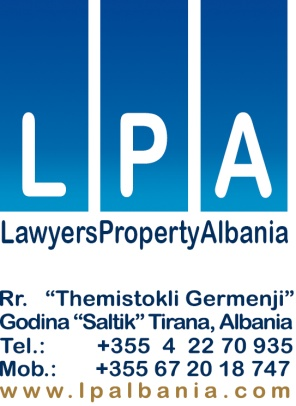 LPA
LawyersPropertyAlbania
Rr. “Themistokli Germenji”
Godina “Saltik” Tirana, Albania
Tel.: +355 4 22 70 935
Mob.: +355 67 20 18 747
www.lpalbania.com